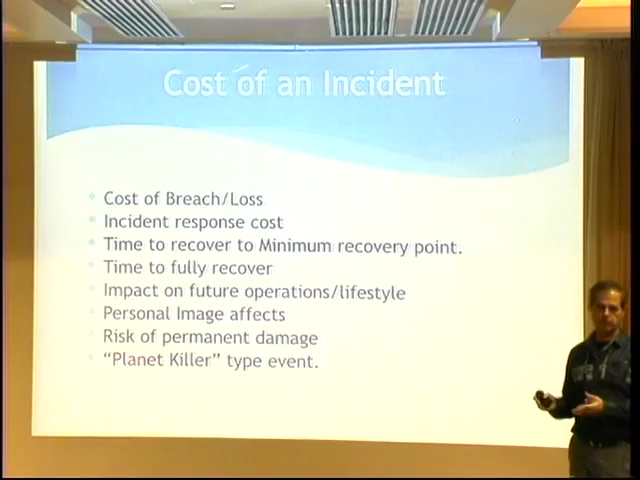 Cost of an Incident
Cost of Breach/Loss
Incident response cost
Time to recover to Minimum recovery point.
Time to fully recover
Impact on future operations/lifestyle
Personal Image affects
Risk of permanent damage
“Planet Killer” type event.